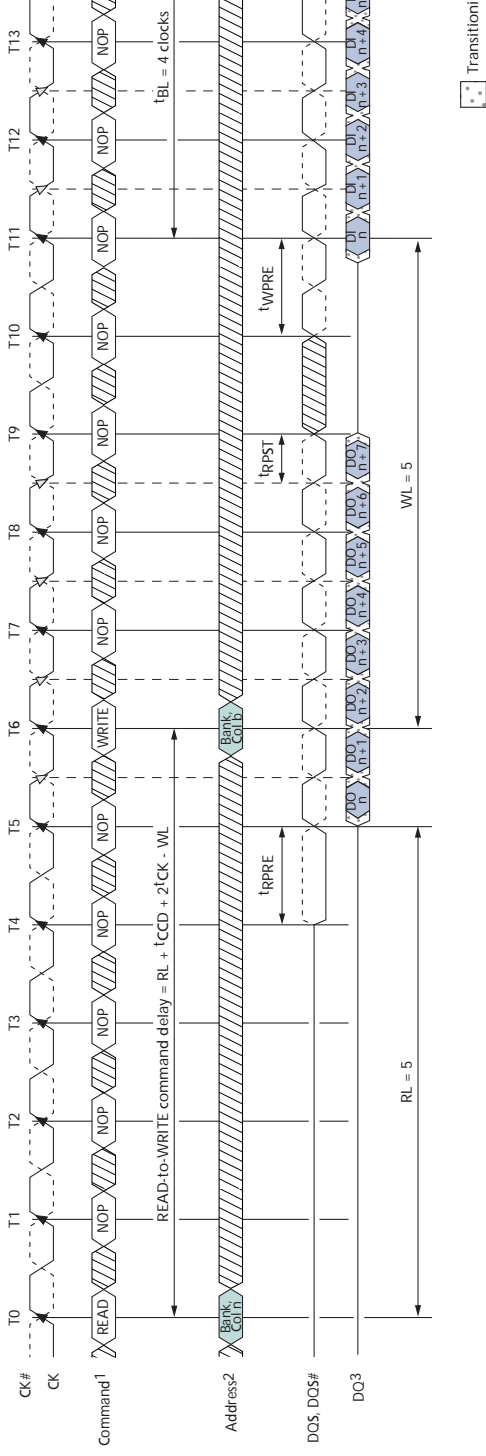 T0 T1 T2 T3 T4 T5 T6 T7 T8 T9 T10 T11 T12 T13
CK#
CK
Command1 READ NOP NOP NOP NOP NOP WRITE NOP NOP NOP NOP NOP NOP NOP
READ-to-WRITE command delay = RL + tCCD + 2tCK - WL
tBL = 4 clocks
Address2 Bank, Col n Bank, Col b
tRPRE tRPST tWPRE
DQS, DQS#
DQ3 DO n DO n+1 DO n+2 DO n+3 DO n+4 DO n+5 DO n+6 DO n+7 DI n DI n+1 DI n+2 DI n+3 DI n+4
RL = 5 WL = 5
Transitioni